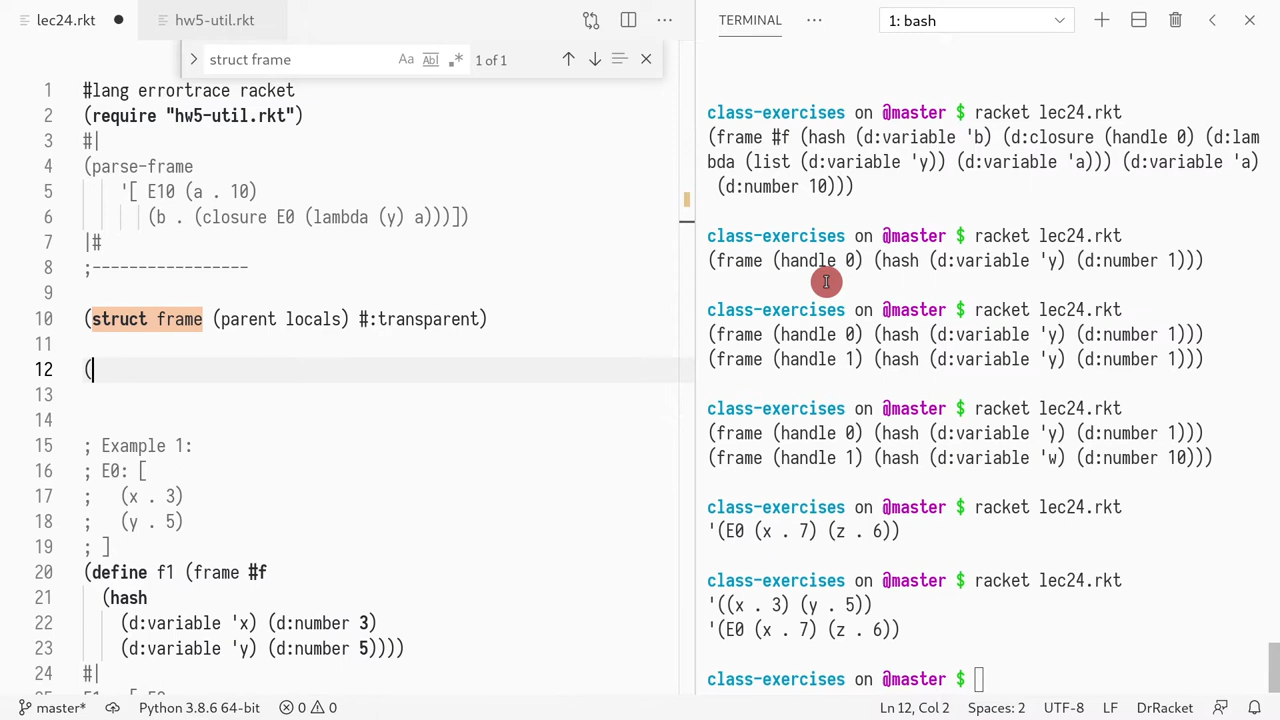 lec24.rkt
hw5-util.rkt
struct frame
Aa Abl .* 1 of 1
1 #lang errortrace racket
2 (require "hw5-util.rkt")
3 #|
4 (parse-frame
5 '[ E10 (a . 10)
6 (b . (closure E0 (lambda (y) a)))])
7 |#
8 ;-----------------
9
10 (struct frame (parent locals) #:transparent)
11
12 (
13
14
15 ; Example 1:
16 ; E0: [
17 ;   (x . 3)
18 ;   (y . 5)
19 ; ]
20 (define f1 (frame #f
21 (hash
22 (d:variable 'x) (d:number 3)
23 (d:variable 'y) (d:number 5))))
24 #|
TERMINAL ··· 1: bash
class-exercises on @master $ racket lec24.rkt
(frame #f (hash (d:variable 'b) (d:closure (handle 0) (d:lam
bda (list (d:variable 'y)) (d:variable 'a))) (d:variable 'a)
(d:number 10)))
class-exercises on @master $ racket lec24.rkt
(frame (handle 0) (hash (d:variable 'y) (d:number 1)))
class-exercises on @master $ racket lec24.rkt
(frame (handle 0) (hash (d:variable 'y) (d:number 1)))
(frame (handle 1) (hash (d:variable 'y) (d:number 1)))
class-exercises on @master $ racket lec24.rkt
(frame (handle 0) (hash (d:variable 'y) (d:number 1)))
(frame (handle 1) (hash (d:variable 'w) (d:number 10)))
class-exercises on @master $ racket lec24.rkt
'(E0 (x . 7) (z . 6))
class-exercises on @master $ racket lec24.rkt
'((x . 3) (y . 5))
'(E0 (x . 7) (z . 6))
class-exercises on @master $
master* Python 3.8.6 64-bit 0 0 Ln 12, Col 2 Spaces: 2 UTF-8 LF DrRacket